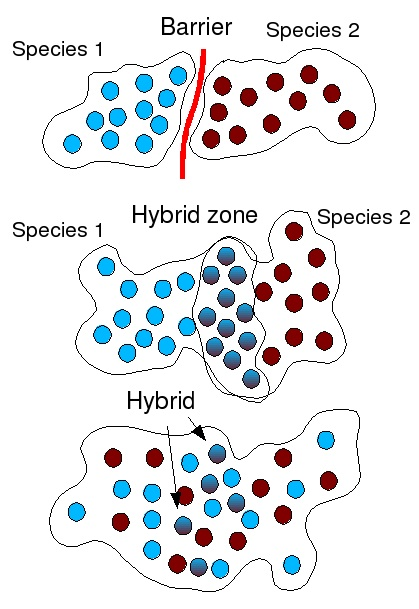 Barrier
Species 1
Species 2
Hybrid zone
Species 1
Species 2
Hybrid